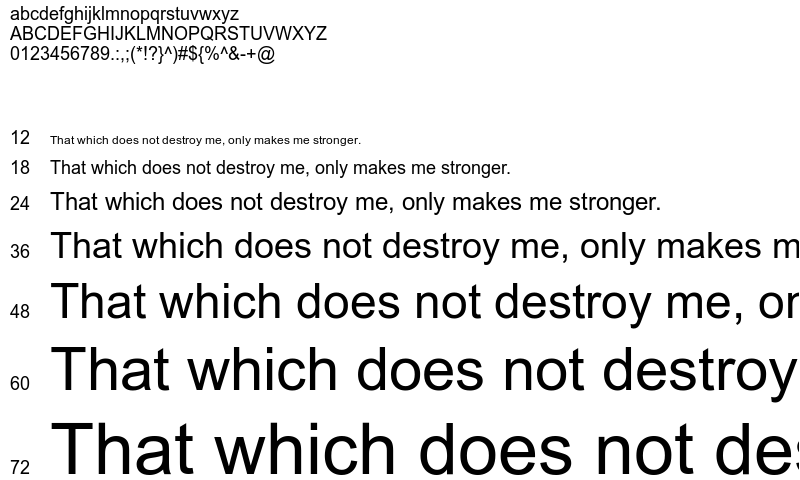 abcdefghijklmnopqrstuvwxyz
ABCDEFGHIJKLMNOPQRSTUVWXYZ
0123456789.:,;(*!?}^)#${%^&-+@
12 That which does not destroy me, only makes me stronger.
18 That which does not destroy me, only makes me stronger.
24 That which does not destroy me, only makes me stronger.
36 That which does not destroy me, only makes m
48 That which does not destroy me, or
60 That which does not destroy
72 That which does not des